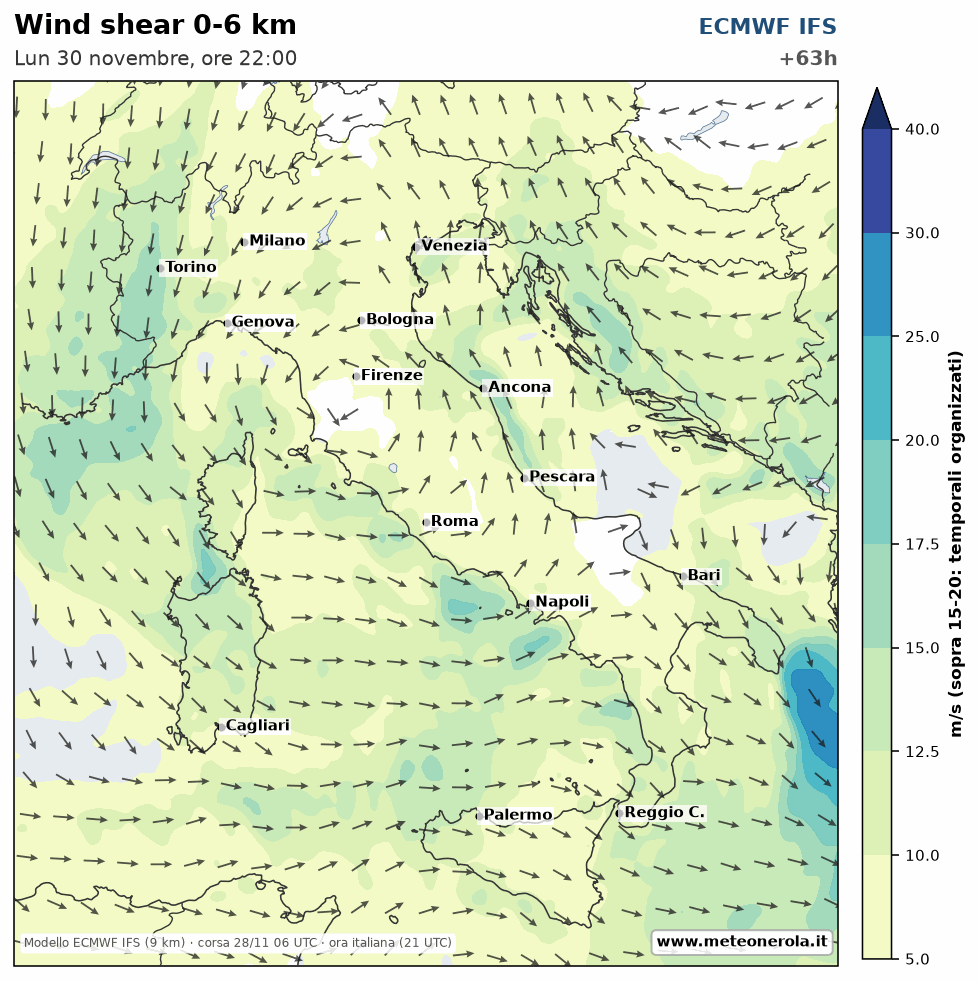 Wind shear 0-6 km
ECMWF IFS
Lun 30 novembre, ore 22:00
+63h
Milano
Venezia
Torino
Genova
Bologna
Firenze
Ancona
Pescara
Roma
Bari
Napoli
Cagliari
Palermo
Reggio C.
40.0
30.0
25.0
20.0
17.5
15.0
12.5
10.0
5.0
m/s (sopra 15-20: temporali organizzati)
Modello ECMWF IFS (9 km) · corsa 28/11 06 UTC · ora italiana (21 UTC)
www.meteonerola.it